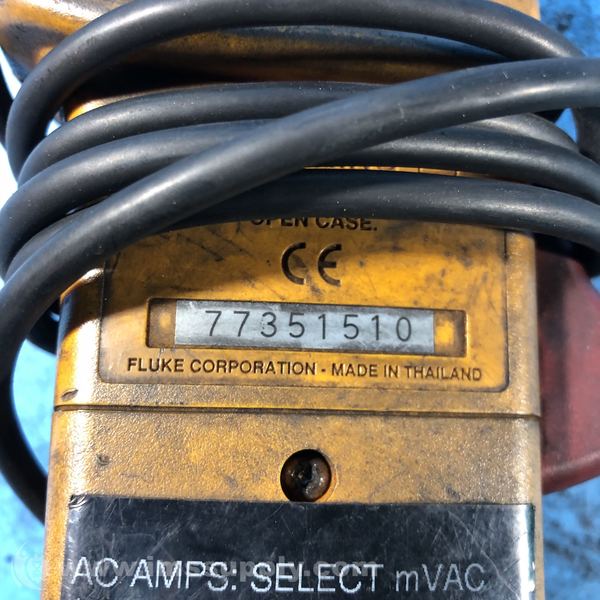 OPEN CASE.
CE
77351510
FLUKE CORPORATION - MADE IN THAILAND
AC AMPS: SELECT mVAC